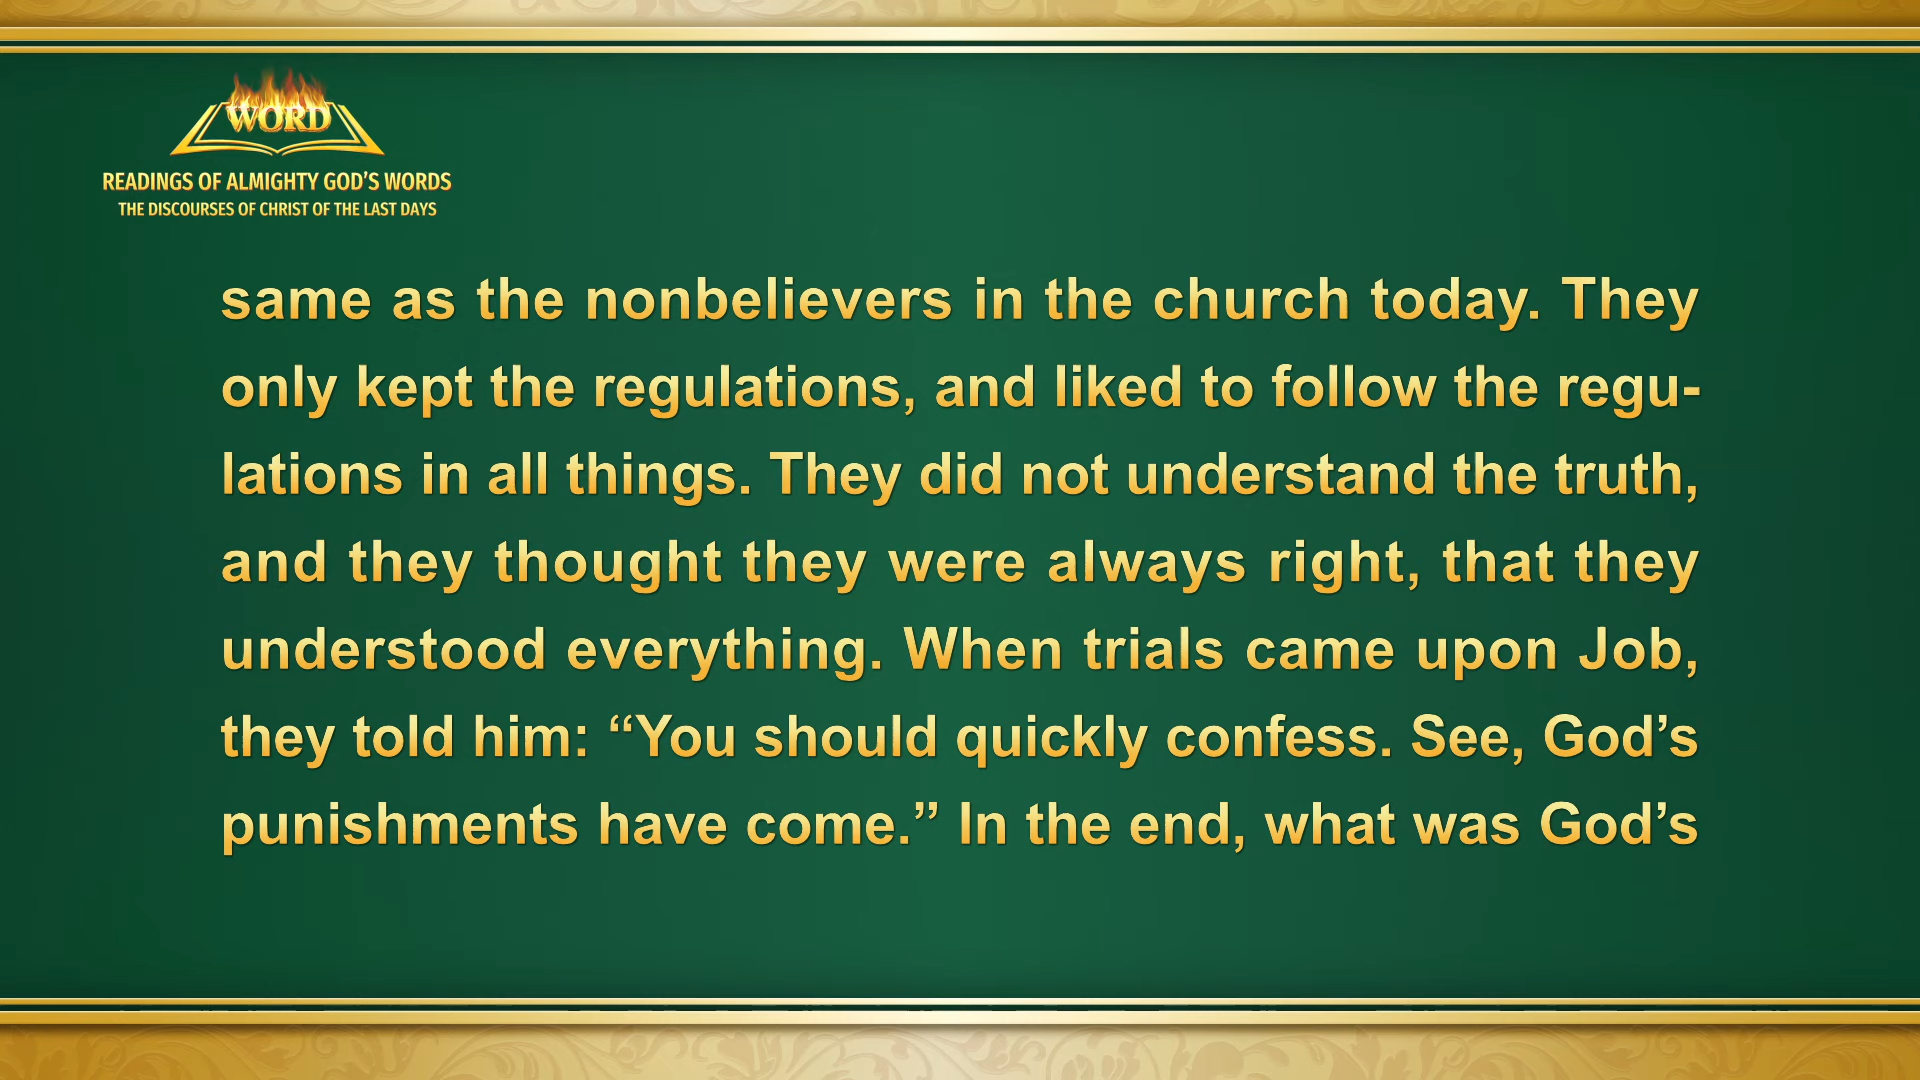 WORD
READINGS OF ALMIGHTY GOD’S WORDS
THE DISCOURSES OF CHRIST OF THE LAST DAYS
same as the nonbelievers in the church today. They
only kept the regulations, and liked to follow the regu-
lations in all things. They did not understand the truth,
and they thought they were always right, that they
understood everything. When trials came upon Job,
they told him: “You should quickly confess. See, God’s
punishments have come.” In the end, what was God’s